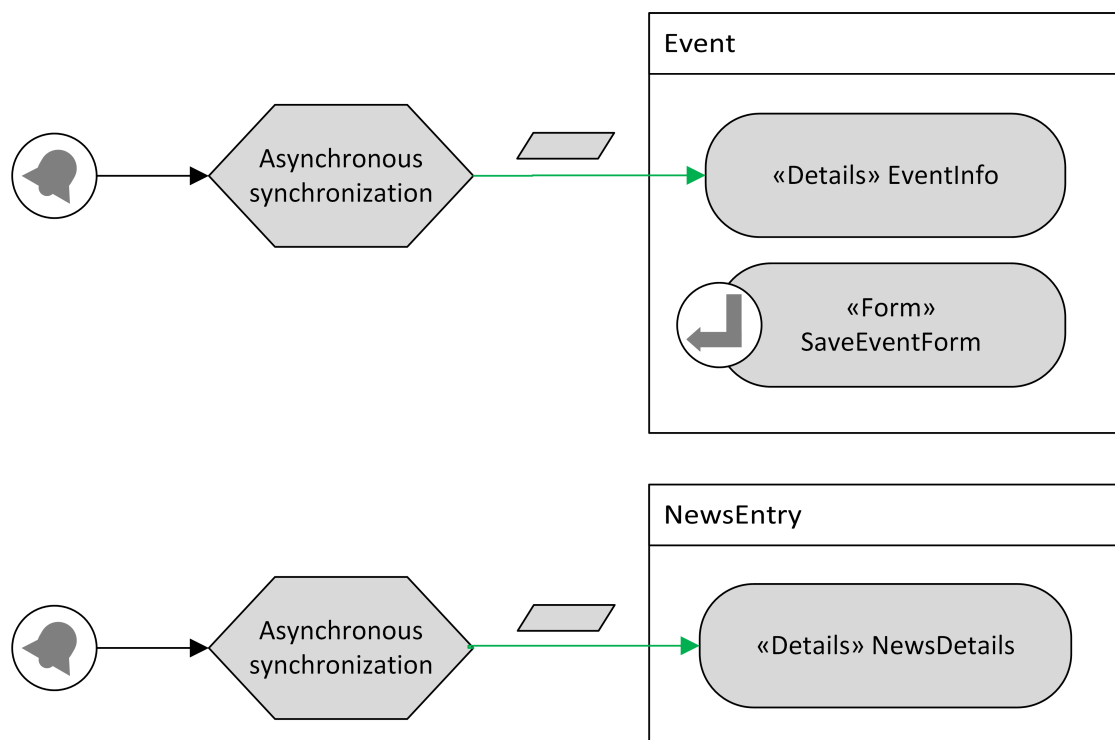 Event
Asynchronous
synchronization
«Details» EventInfo
«Form»
SaveEventForm
NewsEntry
Asynchronous
synchronization
«Details» NewsDetails